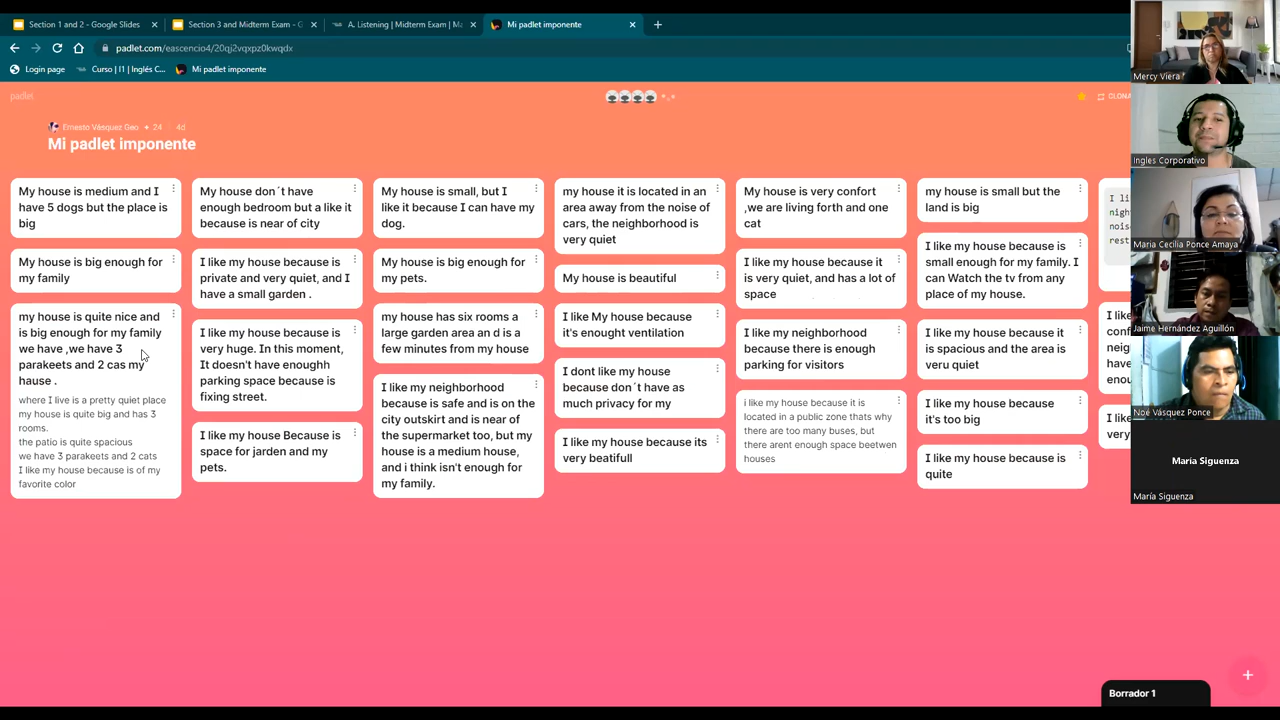 Section 1 and 2 - Google Slides
Section 3 and Midterm Exam - G
A. Listening | Midterm Exam | Ma
Mi padlet imponente
padlet.com/eascencio4/20qj2vqxpz0kwqdx
Login page
Curso | I1 | Inglés C...
Mi padlet imponente
padlet
CLONA
Ernesto Vásquez Geo + 24 4d
Mi padlet imponente
My house is medium and I
have 5 dogs but the place is
big
My house is big enough for
my family
my house is quite nice and
is big enough for my family
we have ,we have 3
parakeets and 2 cas my
hause .
where I live is a pretty quiet place
my house is quite big and has 3
rooms.
the patio is quite spacious
we have 3 parakeets and 2 cats
I like my house because is of my
favorite color
My house don´t have
enough bedroom but a like it
because is near of city
I like my house because is
private and very quiet, and I
have a small garden .
I like my house because is
very huge. In this moment,
It doesn't have enoughh
parking space because is
fixing street.
I like my house Because is
space for jarden and my
pets.
My house is small, but I
like it because I can have my
dog.
My house is big enough for
my pets.
my house has six rooms a
large garden area an d is a
few minutes from my house
I like my neighborhood
because is safe and is on the
city outskirt and is near of
the supermarket too, but my
house is a medium house,
and i think isn't enough for
my family.
my house it is located in an
area away from the noise of
cars, the neighborhood is
very quiet
My house is beautiful
I like My house because
it's enought ventilation
I dont like my house
because don´t have as
much privacy for my
I like my house because its
very beatifull
My house is very confort
,we are living forth and one
cat
I like my house because it
is very quiet, and has a lot of
space
I like my neighborhood
because there is enough
parking for visitors
i like my house because it is
located in a public zone thats why
there are too many buses, but
there arent enough space beetwen
houses
my house is small but the
land is big
I like my house because is
small enough for my family. I
can Watch the tv from any
place of my house.
I like my house because it
is spacious and the area is
veru quiet
I like my house because
it's too big
I like my house because is
quite
I li
nigh
nois
rest
I like
conf
neig
have
enou
I like
very
Borrador 1
Mercy Viera
Ingles Corporativo
Maria Cecilia Ponce Amaya
Jaime Hernández Aguillón
Noé Vásquez Ponce
María Siguenza
María Siguenza